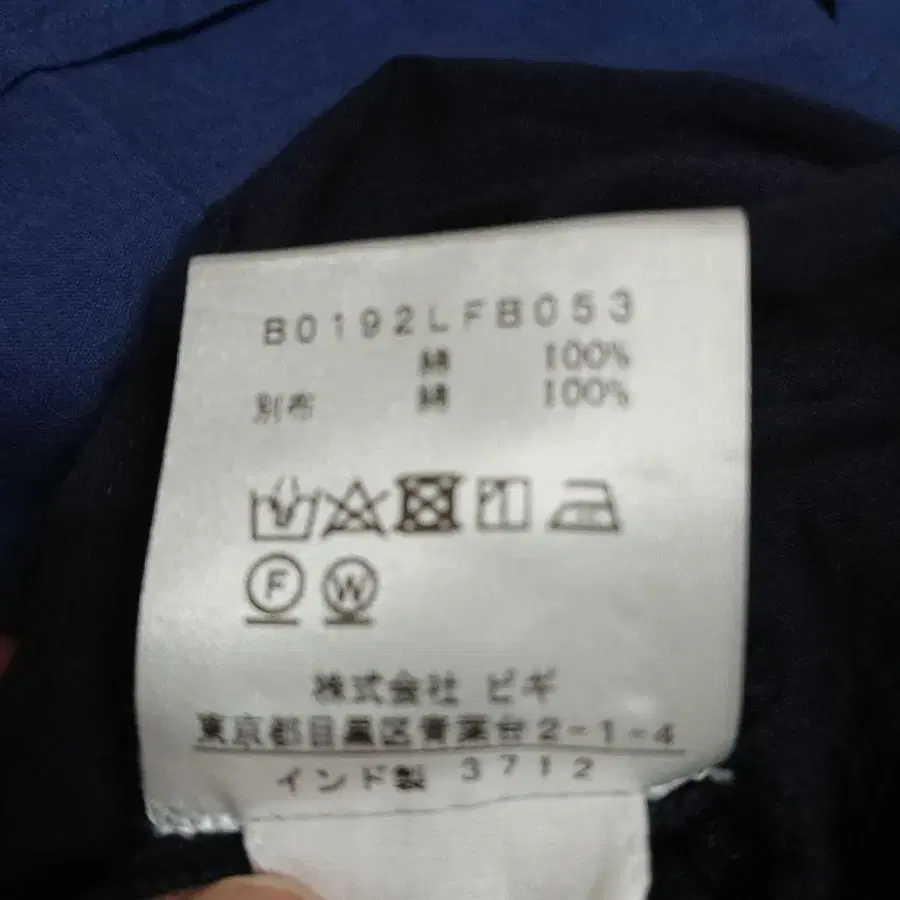 B0192LFB053
綿 100%
別布 綿 100%
F W
株式会社 ビギ
東京都目黒区青葉台2-1-4
インド製 3712